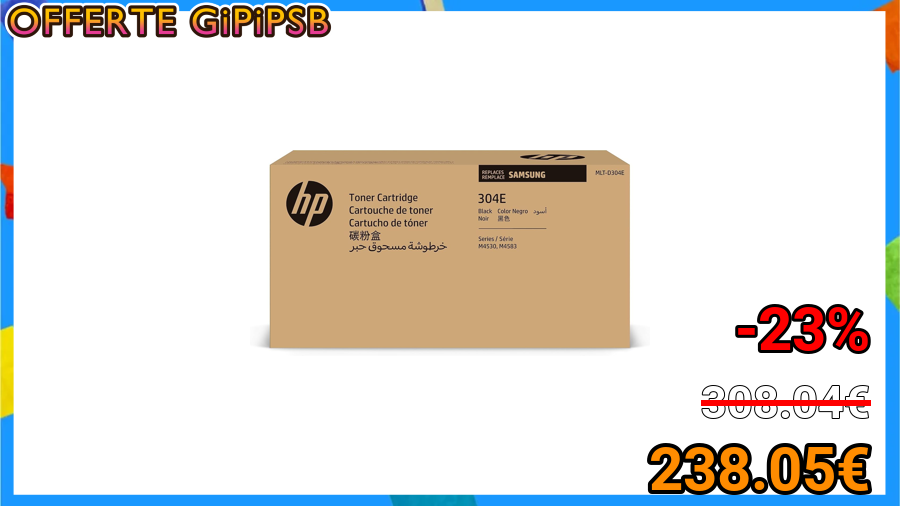 OFFERTE GiPiPSB
hp
hp
Toner Cartridge
Cartouche de toner
Cartucho de tóner
碳粉盒
خرطوشة مسحوق حبر
REPLACES
REMPLACE
SAMSUNG
MLT-D304E
304E
Black Color Negro أسود
Noir 黑色
Series / Série
M4530, M4583
-23%
308.04€
238.05€